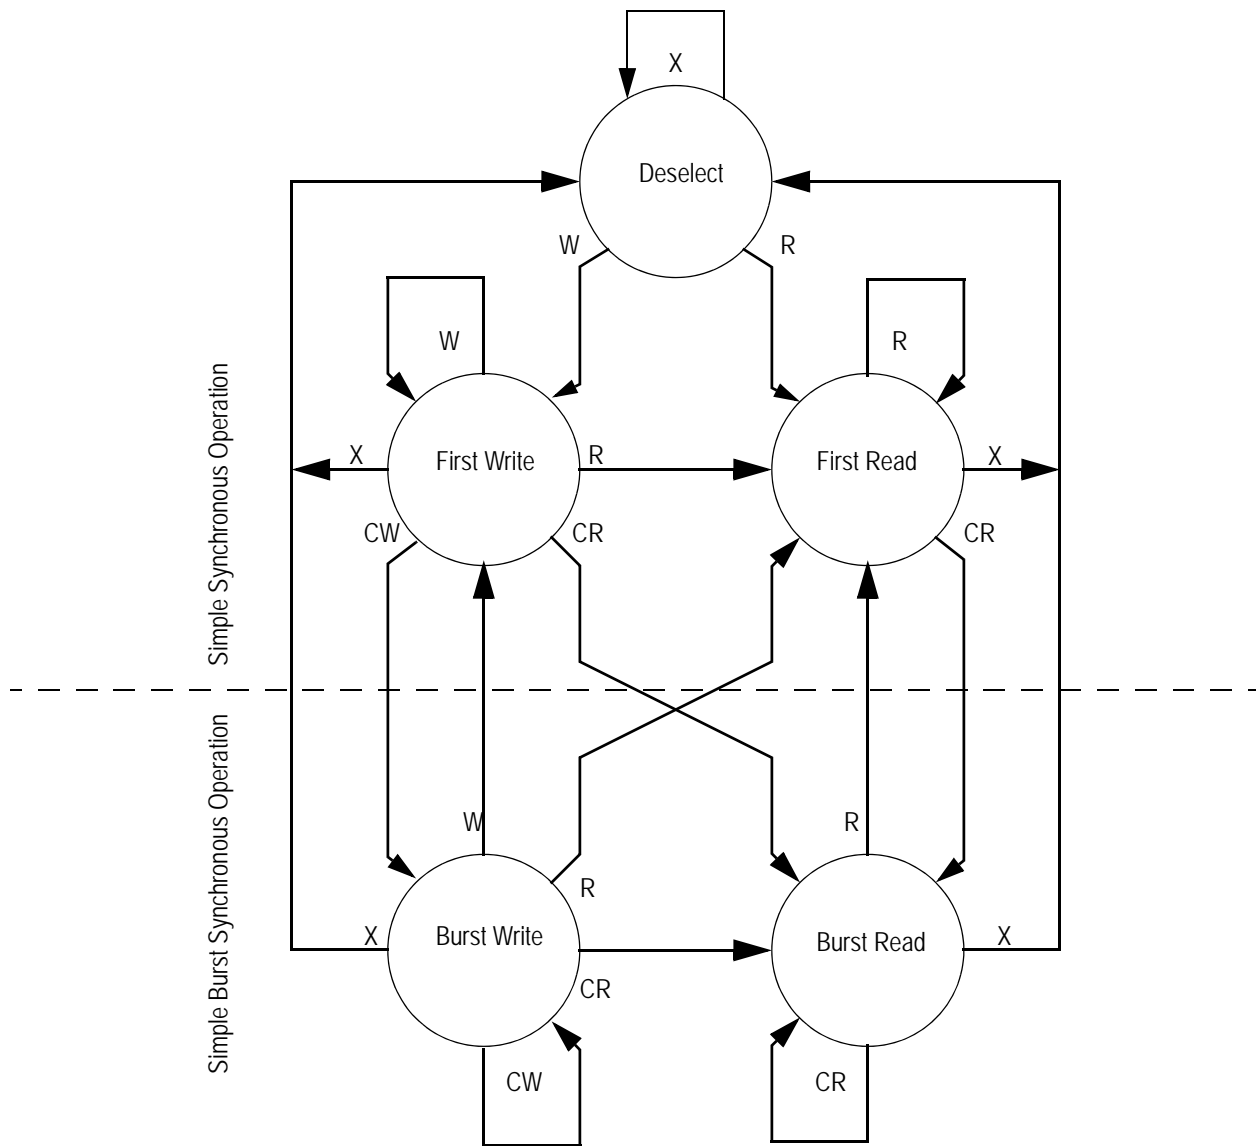 X
Deselect
W
R
W
R
Simple Synchronous Operation
X
First Write
R
First Read
X
CW
CR
CR
Simple Burst Synchronous Operation
W
R
R
X
Burst Write
Burst Read
X
CR
CW
CR